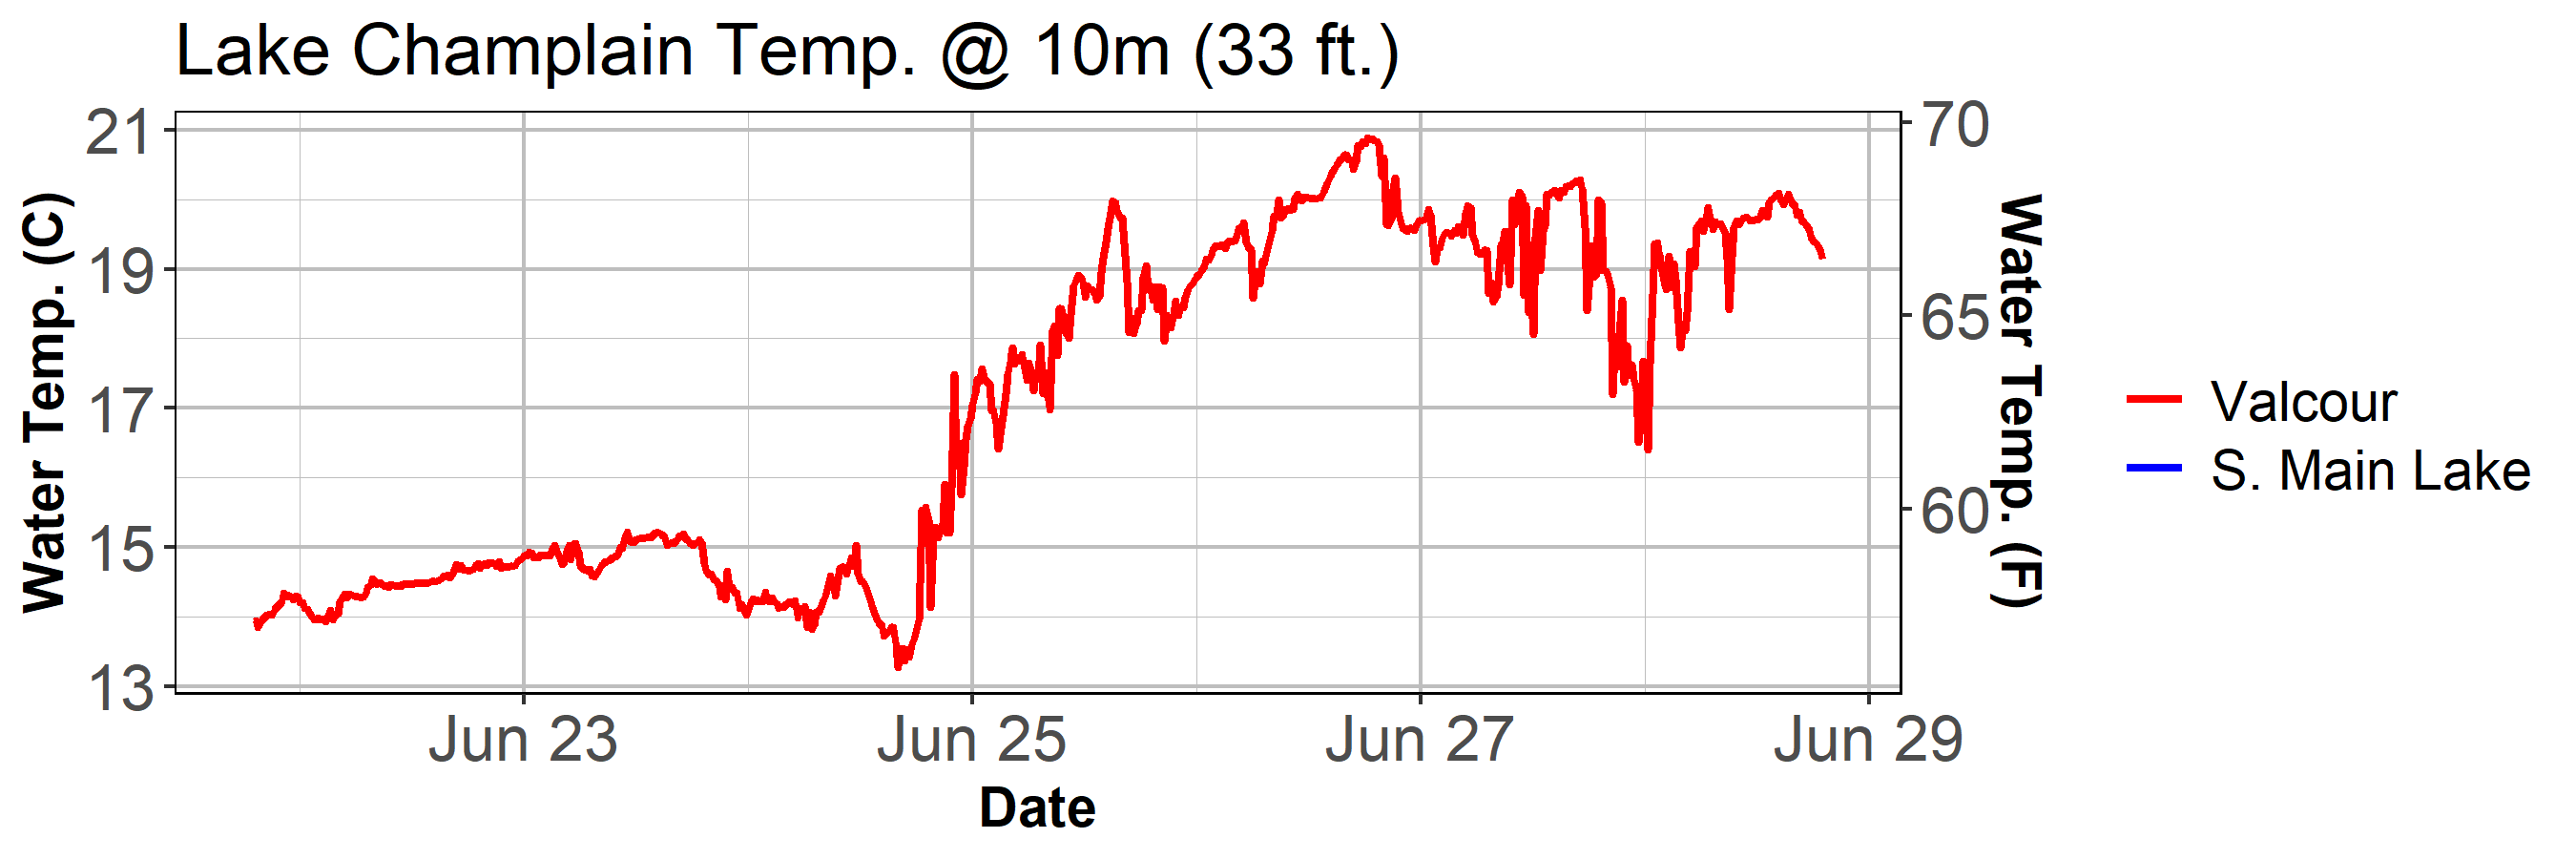 Lake Champlain Temp. @ 10m (33 ft.)
Water Temp. (C)
21
19
17
15
13
70
65
60
Water Temp. (F)
Jun 23
Jun 25
Jun 27
Jun 29
Date
Valcour
S. Main Lake